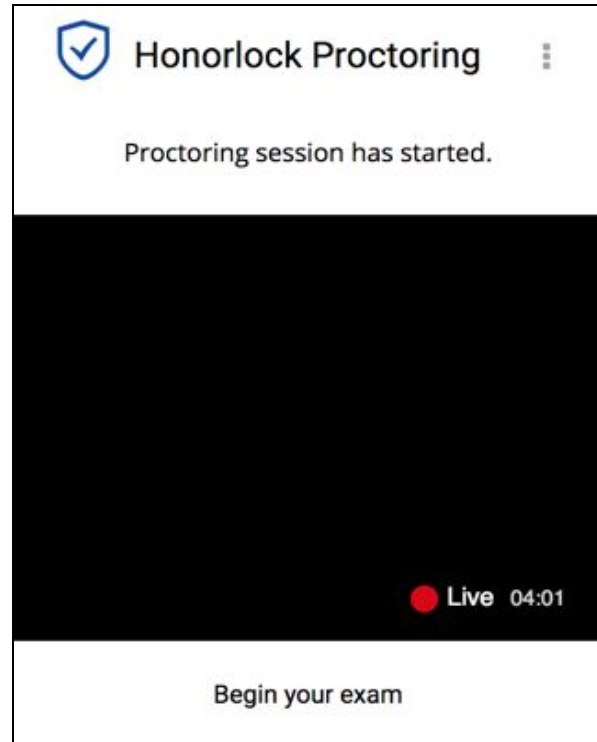 Honorlock Proctoring
Proctoring session has started.
Live 04:01
Begin your exam